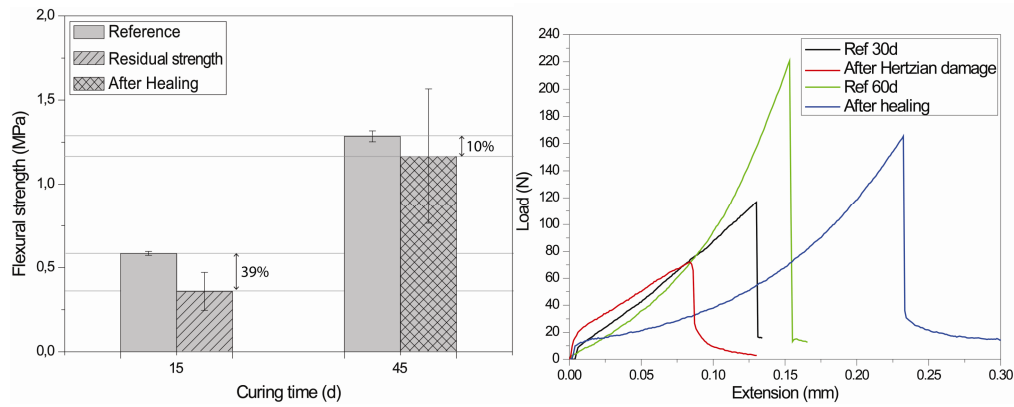 2,0
1,5
1,0
0,5
0,0
Flexural strength (MPa)
Reference
Residual strength
After Healing
39%
10%
15
45
Curing time (d)
240
220
200
180
160
140
120
100
80
60
40
20
0
Load (N)
Ref 30d
After Hertzian damage
Ref 60d
After healing
0.00
0.05
0.10
0.15
0.20
0.25
0.30
Extension (mm)